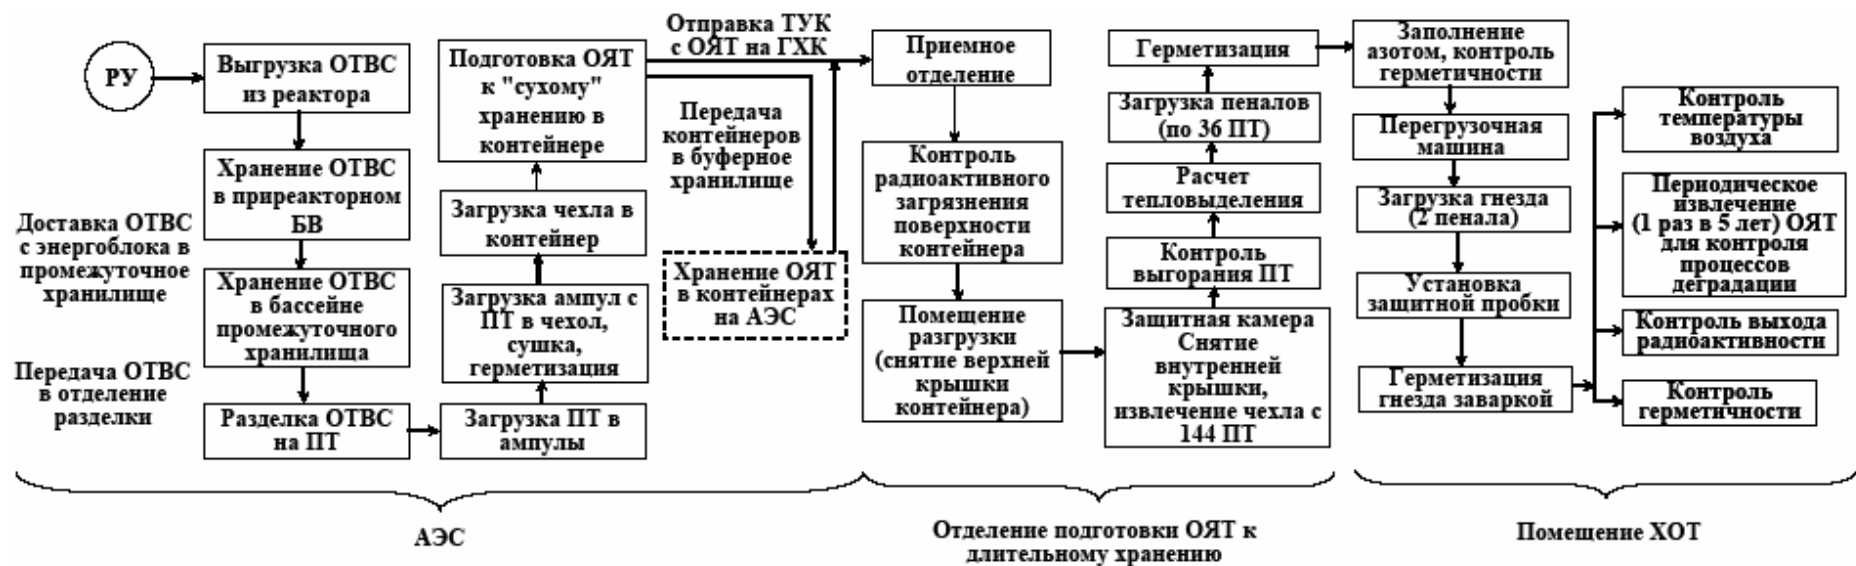 РУ
Выгрузка ОТВС
из реактора
Хранение ОТВС
в приреакторном
БВ
Доставка ОТВС
с энергоблока в
промежуточное
хранилище
Хранение ОТВС
в бассейне
промежуточного
хранилища
Передача ОТВС
в отделение
разделки
Разделка ОТВС
на ПТ
Загрузка ПТ в
ампулы
Загрузка ампул с
ПТ в чехол,
сушка,
герметизация
Загрузка чехла в
контейнер
Подготовка ОЯТ
к "сухому"
хранению в
контейнере
Отправка ТУК
с ОЯТ на ГХК
Передача
контейнеров
в буферное
хранилище
Хранение ОЯТ
в контейнерах
на АЭС
АЭС
Приемное
отделение
Контроль
радиоактивного
загрязнения
поверхности
контейнера
Помещение
разгрузки
(снятие верхней
крышки
контейнера)
Защитная камера
Снятие
внутренней
крышки,
извлечение чехла с
144 ПТ
Контроль
выгорания ПТ
Расчет
тепловыделения
Загрузка пеналов
(по 36 ПТ)
Герметизация
Отделение подготовки ОЯТ к
длительному хранению
Заполнение
азотом, контроль
герметичности
Перегрузочная
машина
Загрузка гнезда
(2 пенала)
Установка
защитной пробки
Герметизация
гнезда заваркой
Контроль
температуры
воздуха
Периодическое
извлечение
(1 раз в 5 лет) ОЯТ
для контроля
процессов
деградации
Контроль выхода
радиоактивности
Контроль
герметичности
Помещение ХОТ